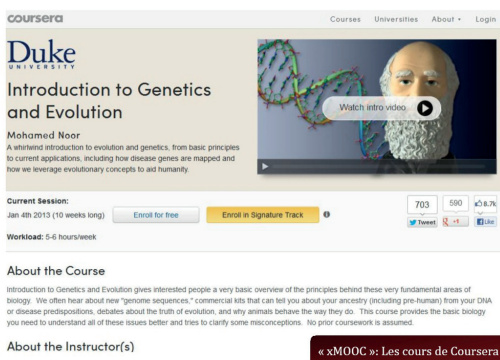 coursera
Courses Universities About Login
Duke
UNIVERSITY
Introduction to Genetics
and Evolution
Mohamed Noor
A whirlwind introduction to evolution and genetics, from basic principles
to current applications, including how disease genes are mapped and
how we leverage evolutionary concepts to aid humanity.
Watch intro video
Current Session:
Jan 4th 2013 (10 weeks long)
Enroll for free
Enroll in Signature Track
703
590
8.7k
Tweet
+1
Like
Workload: 5-6 hours/week
About the Course
Introduction to Genetics and Evolution gives interested people a very basic overview of the principles behind these very fundamental areas of
biology. We often hear about new "genome sequences," commercial kits that can tell you about your ancestry (including pre-human) from your DNA
or disease predispositions, debates about the truth of evolution, and why animals behave the way they do. This course provides the basic biology
you need to understand all of these issues better and tries to clarify some misconceptions. No prior coursework is assumed.
About the Instructor(s)
« xMOOC »: Les cours de Coursera